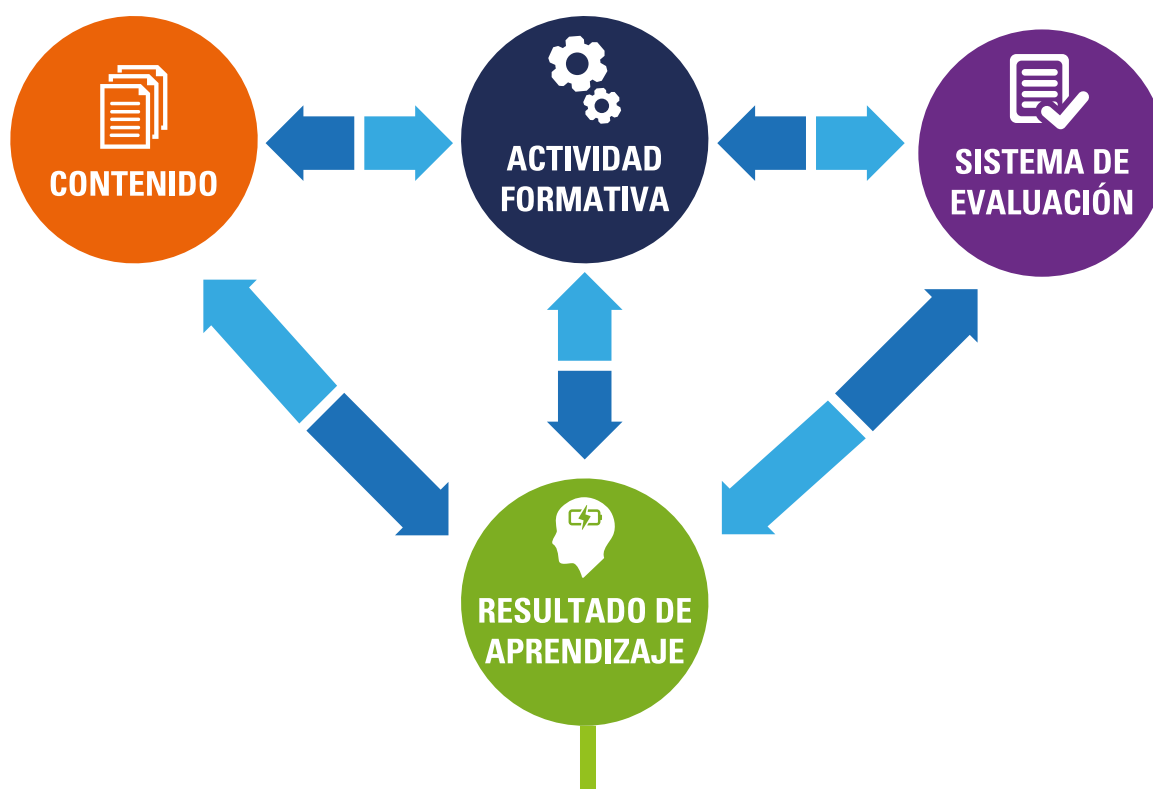 CONTENIDO
ACTIVIDAD
FORMATIVA
SISTEMA DE
EVALUACIÓN
RESULTADO DE
APRENDIZAJE